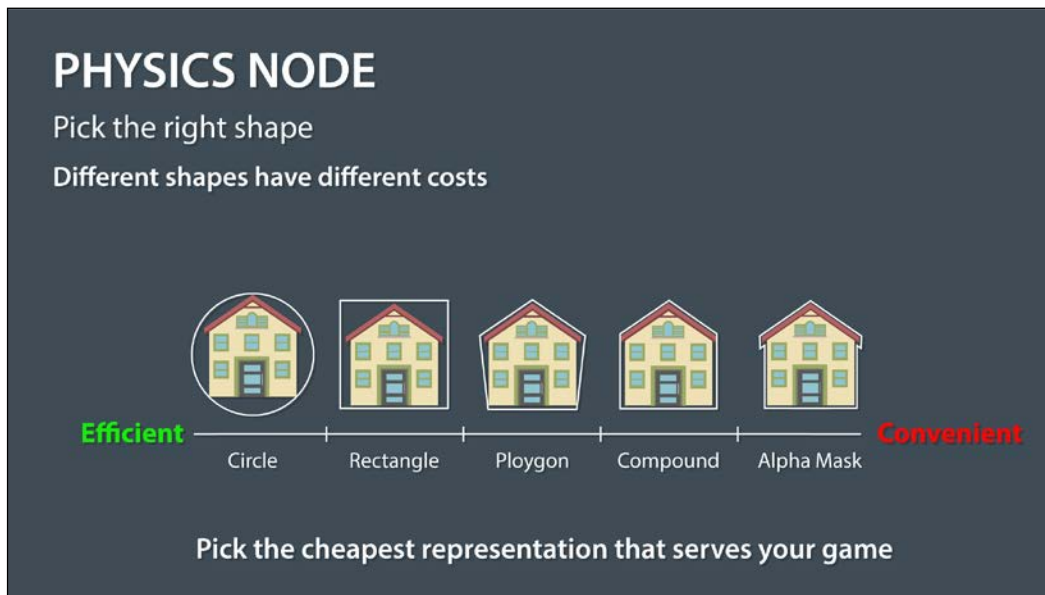 PHYSICS NODE
Pick the right shape
Different shapes have different costs
Efficient
Convenient
Circle
Rectangle
Ploygon
Compound
Alpha Mask
Pick the cheapest representation that serves your game